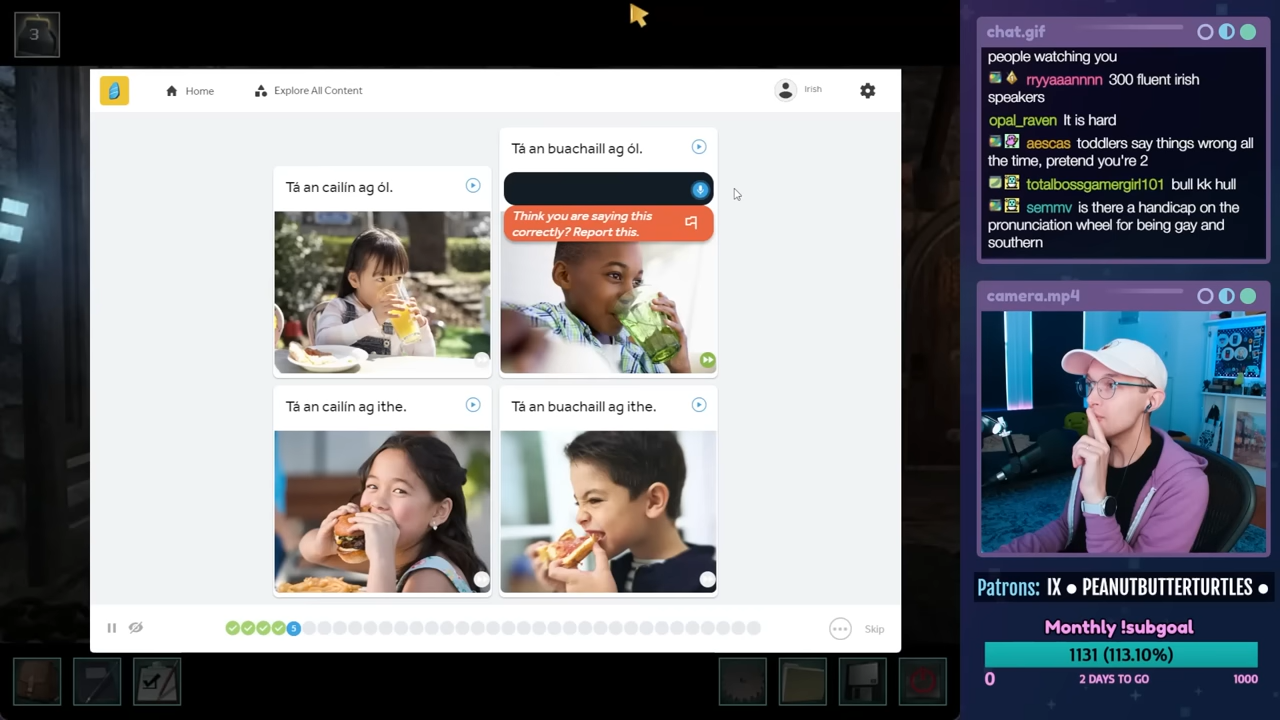 3
Home
Explore All Content
Irish
Tá an cailín ag ól.
Tá an buachaill ag ól.
Think you are saying this
correctly? Report this.
Tá an cailín ag ithe.
Tá an buachaill ag ithe.
5
Skip
chat.gif
people watching you
rryyaaannnn 300 fluent irish
speakers
opal_raven It is hard
aescas toddlers say things wrong all
the time, pretend you're 2
totalbossgamergirl101 bull kk hull
semmv is there a handicap on the
pronunciation wheel for being gay and
southern
camera.mp4
Patrons: IX ● PEANUTBUTTERTURTLES ●
Monthly !subgoal
1131 (113.10%)
0
2 DAYS TO GO
1000